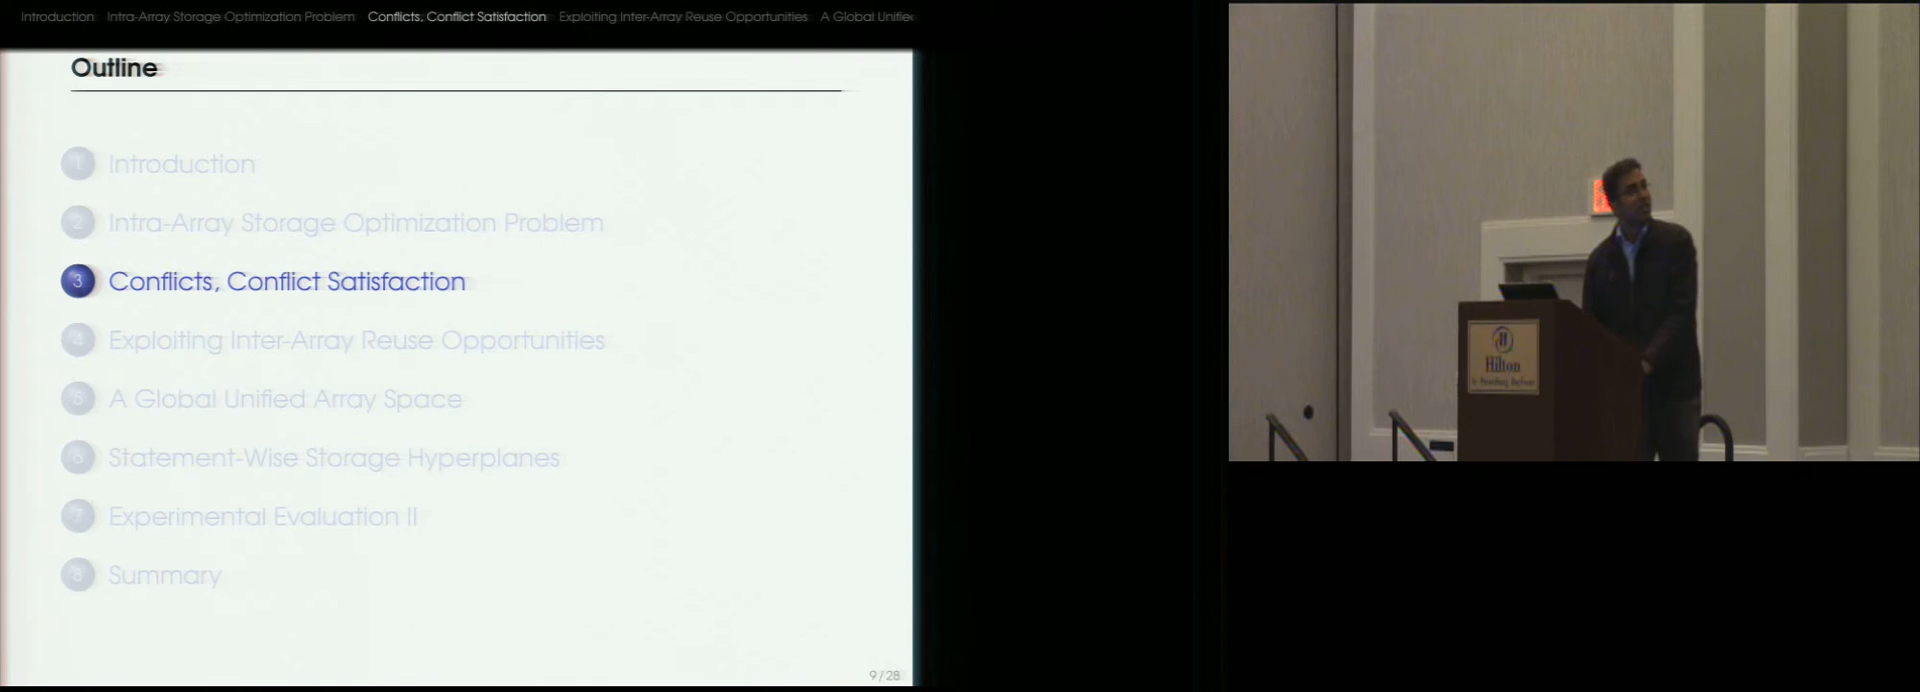 Introduction Intra-Array Storage Optimization Problem Conflicts, Conflict Satisfaction Exploiting Inter-Array Reuse Opportunities A Global Unified
Outline
1 Introduction
2 Intra-Array Storage Optimization Problem
3 Conflicts, Conflict Satisfaction
4 Exploiting Inter-Array Reuse Opportunities
5 A Global Unified Array Space
6 Statement-Wise Storage Hyperplanes
7 Experimental Evaluation II
8 Summary
9/28
H
Hilton